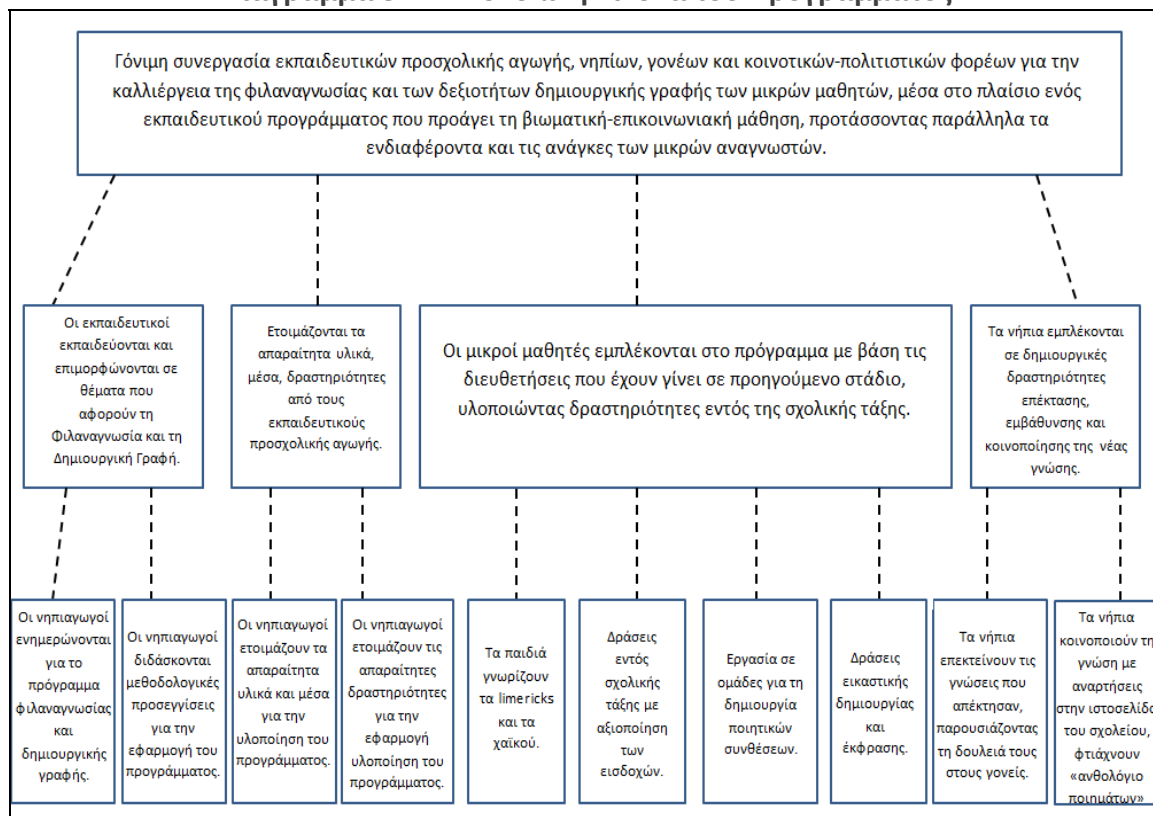 Γόνιμη συνεργασία εκπαιδευτικών προσχολικής αγωγής, νηπίων, γονέων και κοινοτικών-πολιτιστικών φορέων για την
καλλιέργεια της φιλαναγνωσίας και των δεξιοτήτων δημιουργικής γραφής των μικρών μαθητών, μέσα στο πλαίσιο ενός
εκπαιδευτικού προγράμματος που προάγει τη βιωματική-επικοινωνιακή μάθηση, προτάσσοντας παράλληλα τα
ενδιαφέροντα και τις ανάγκες των μικρών αναγνωστών.
Οι εκπαιδευτικοί
εκπαιδεύονται και
επιμορφώνονται σε
θέματα που
αφορούν τη
Φιλαναγνωσία και τη
Δημιουργική Γραφή.
Ετοιμάζονται τα
απαραίτητα υλικά,
μέσα, δραστηριότητες
από τους
εκπαιδευτικούς
προσχολικής αγωγής.
Οι μικροί μαθητές εμπλέκονται στο πρόγραμμα με βάση τις
διευθετήσεις που έχουν γίνει σε προηγούμενο στάδιο,
υλοποιώντας δραστηριότητες εντός της σχολικής τάξης.
Τα νήπια εμπλέκονται
σε δημιουργικές
δραστηριότητες
επέκτασης,
εμβάθυνσης και
κοινοποίησης της νέας
γνώσης.
Οι νηπιαγωγοί
ενημερώνονται
για το
πρόγραμμα
φιλαναγνωσίας
και
δημιουργικής
γραφής.
Οι νηπιαγωγοί
διδάσκονται
μεθοδολογικές
προσεγγίσεις
για την
εφαρμογή του
προγράμματος.
Οι νηπιαγωγοί
ετοιμάζουν τα
απαραίτητα
υλικά και μέσα
για την
υλοποίηση του
προγράμματος.
Οι νηπιαγωγοί
ετοιμάζουν τις
απαραίτητες
δραστηριότητες
για την
εφαρμογή
υλοποίηση του
προγράμματος.
Τα παιδιά
γνωρίζουν
τα limericks
και τα
χαϊκού.
Δράσεις
εντός
σχολικής
τάξης με
αξιοποίηση
των
εισδοχών.
Εργασία σε
ομάδες για τη
δημιουργία
ποιητικών
συνθέσεων.
Δράσεις
εικαστικής
δημιουργίας
και
έκφρασης.
Τα νήπια
επεκτείνουν τις
γνώσεις που
απέκτησαν,
παρουσιάζοντας
τη δουλειά τους
στους γονείς.
Τα νήπια
κοινοποιούν τη
γνώση με
αναρτήσεις
στην ιστοσελίδα
του σχολείου,
φτιάχνουν
«ανθολόγιο
ποιημάτων»